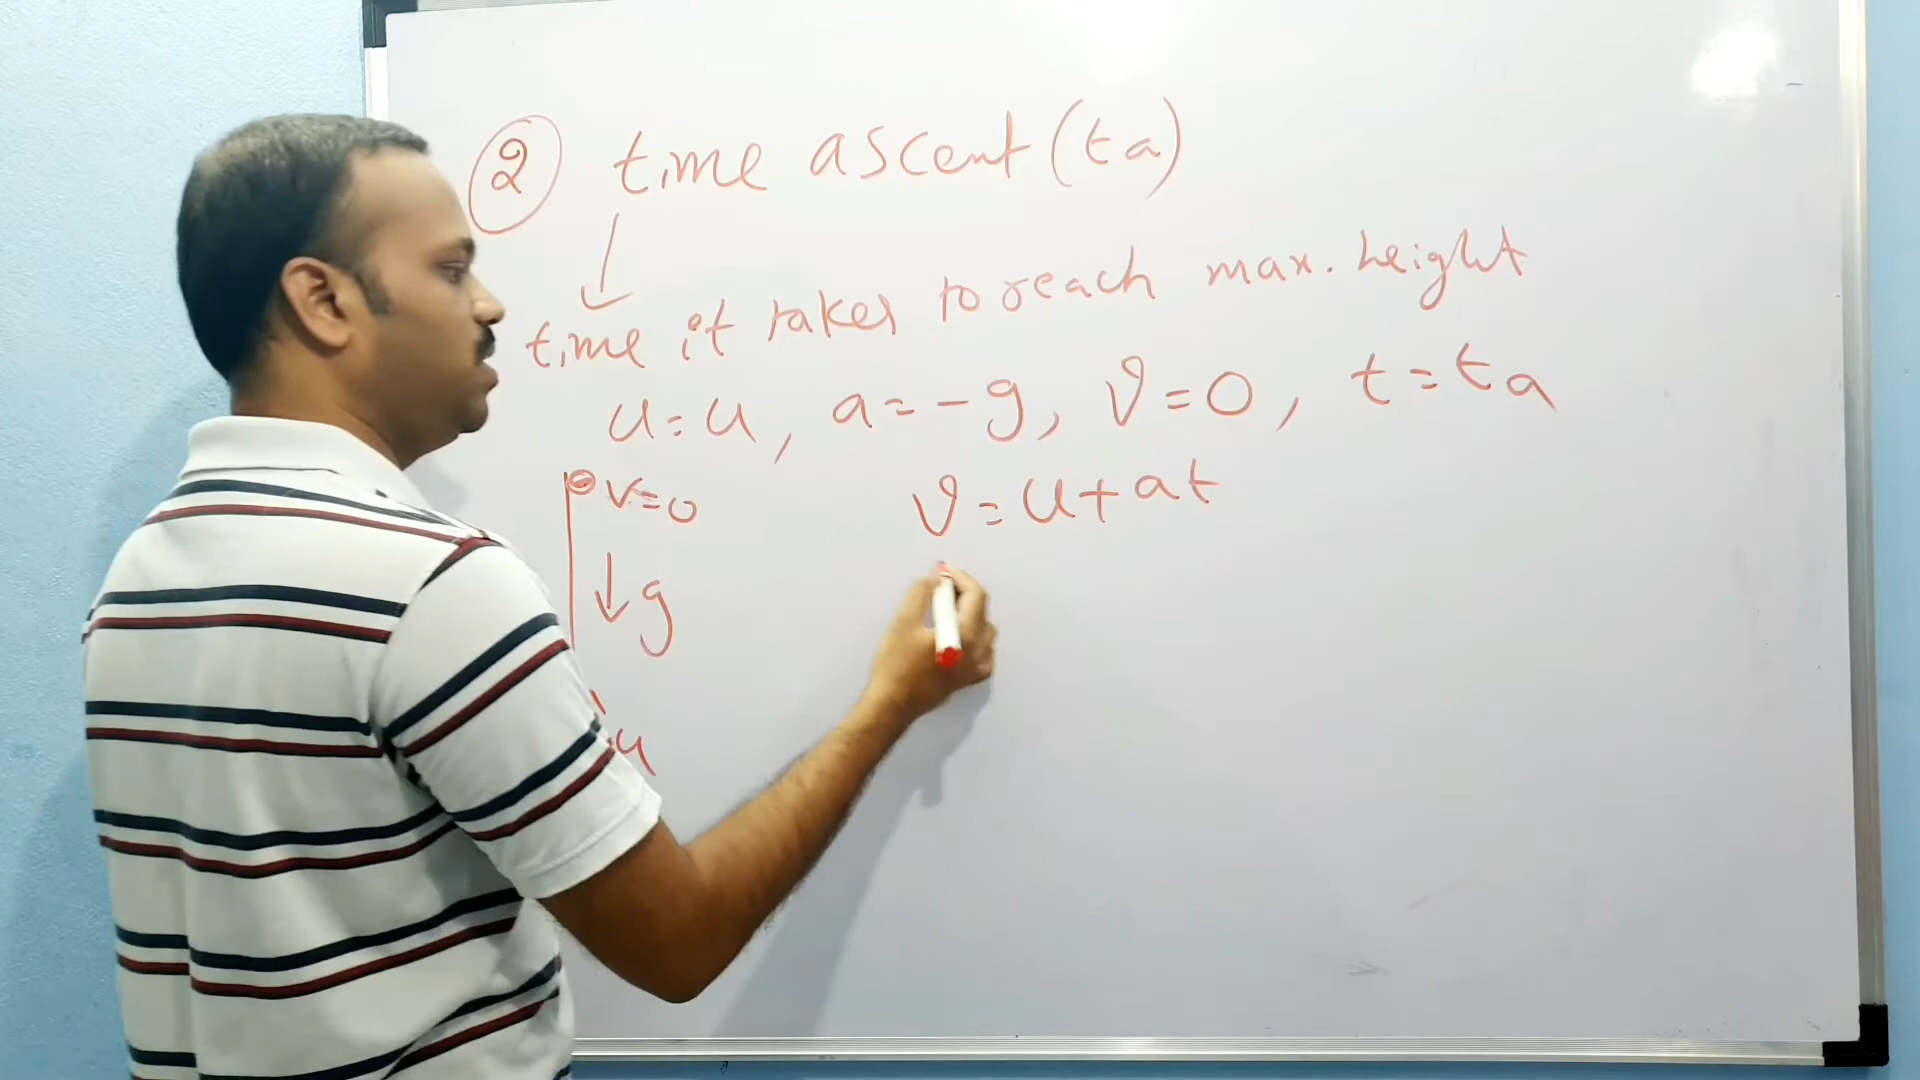 ② time ascent (ta)
↓
time it takes to reach max. height
u = u, a = -g, v = 0, t = ta
v = 0
v = u + at
↓ g
u